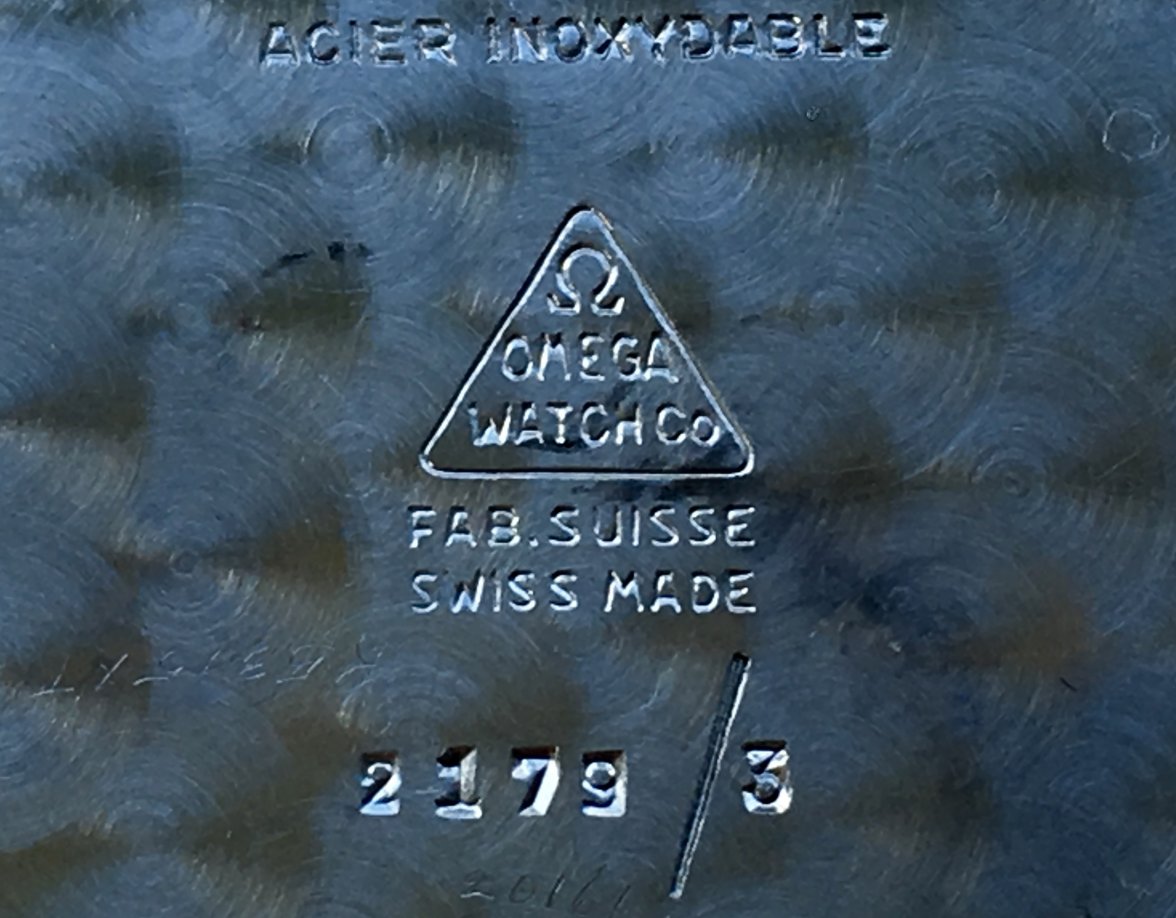 ACIER INOXYDABLE
Ω
OMEGA
WATCH Co
FAB. SUISSE
SWISS MADE
2179/3